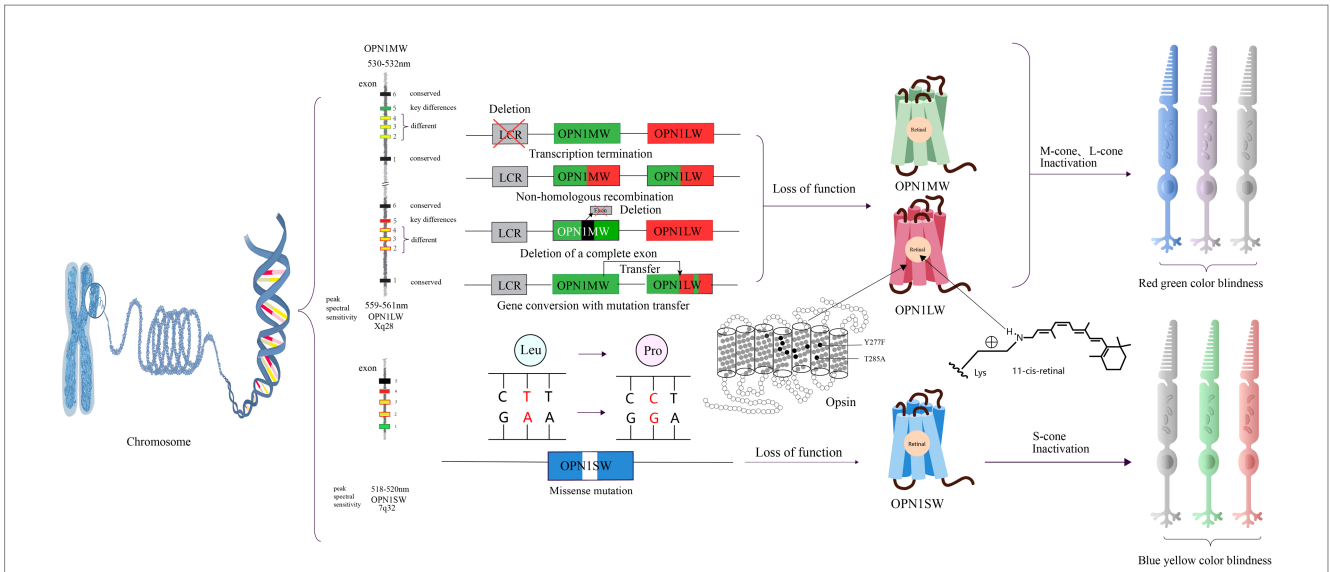 OPN1MW
530-532nm
exon
6 conserved
5 key differences
4
3 different
2
1 conserved
6 conserved
5 key differences
4
3 different
2
1 conserved
peak
spectral
sensitivity
559-561nm
OPN1LW
Xq28
exon
5
4
3
2
1
peak
spectral
sensitivity
518-520nm
OPN1SW
7q32
Chromosome
Deletion
LCR OPN1MW OPN1LW
Transcription termination
LCR OPN1MW OPN1LW
Non-homologous recombination
Exon Deletion
LCR OPN1MW OPN1LW
Deletion of a complete exon
Transfer
LCR OPN1MW OPN1LW
Gene conversion with mutation transfer
Leu Pro
C T T
G A A
C C T
G G A
OPN1SW
Missense mutation
Loss of function
Loss of function
Retinal
OPN1MW
Retinal
OPN1LW
Y277F
T285A
Opsin
H
N
Lys
11-cis-retinal
Retinal
OPN1SW
M-cone、L-cone
Inactivation
S-cone
Inactivation
Red green color blindness
Blue yellow color blindness